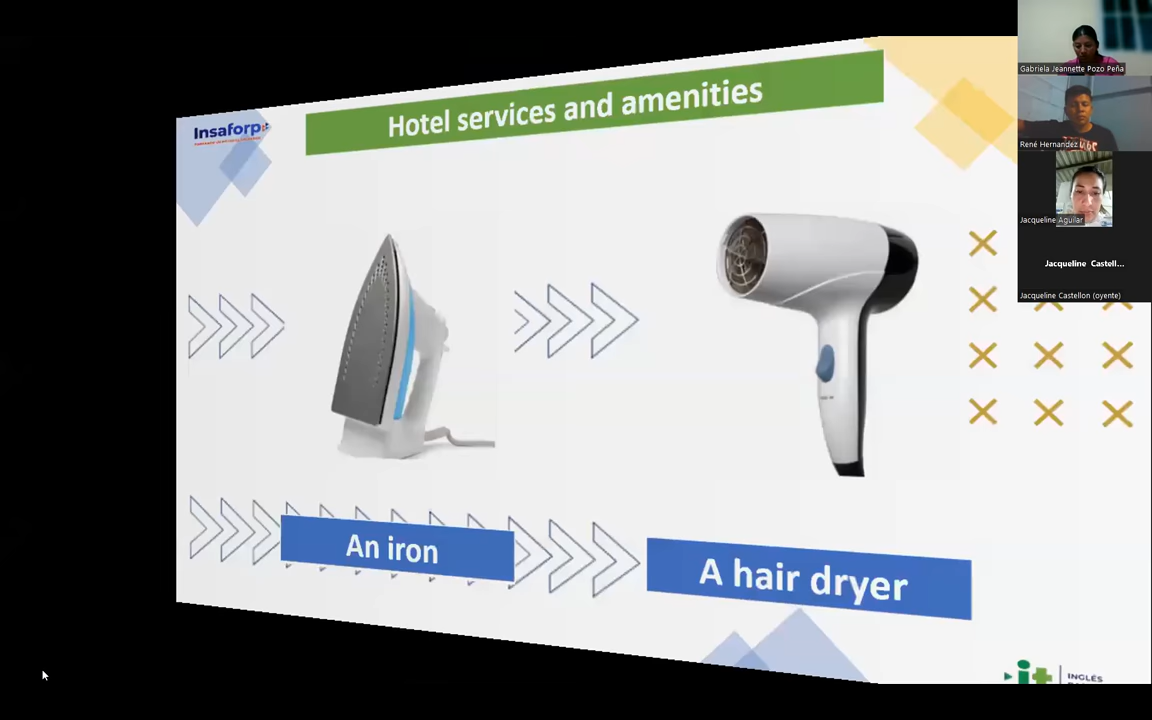 Hotel services and amenities
Insaforp
An iron
A hair dryer
INGLÉS
Gabriela Jeannette Pozo Peña
René Hernandez
Jacqueline Aguilar
Jacqueline Castell...
Jacqueline Castellon (oyente)